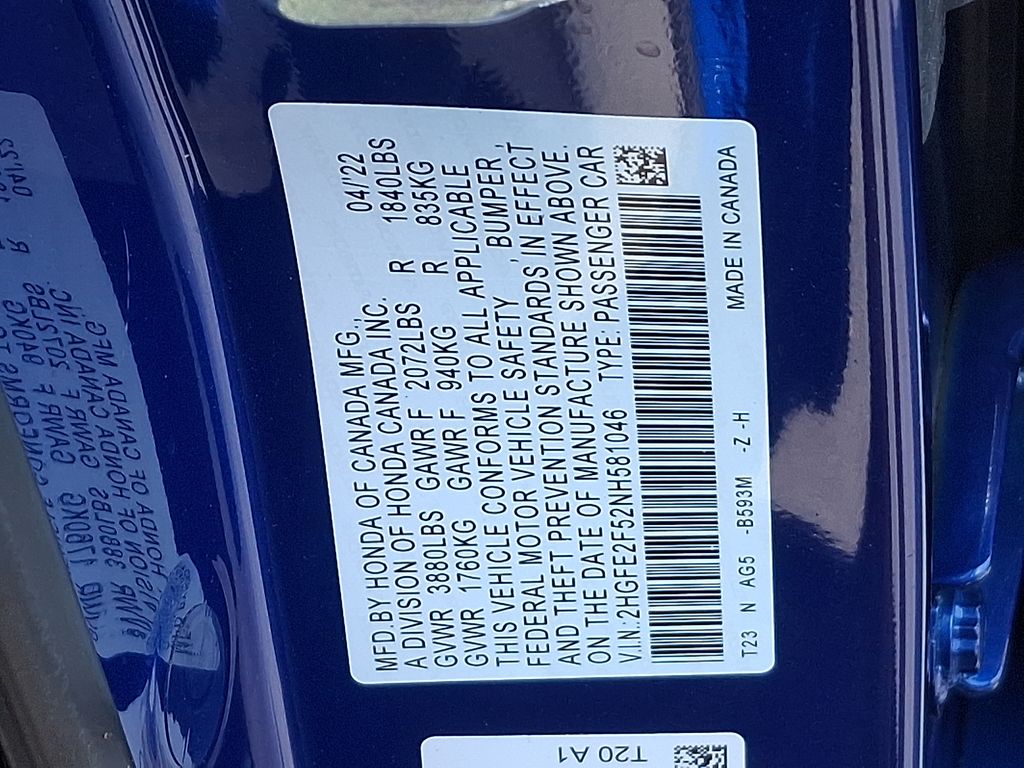 MFD.BY HONDA OF CANADA MFG., 04/'22
A DIVISION OF HONDA CANADA INC.
GVWR 3880LBS GAWR F 2072LBS R 1840LBS
GVWR 1760KG GAWR F 940KG R 835KG
THIS VEHICLE CONFORMS TO ALL APPLICABLE
FEDERAL MOTOR VEHICLE SAFETY , BUMPER ,
AND THEFT PREVENTION STANDARDS IN EFFECT
ON THE DATE OF MANUFACTURE SHOWN ABOVE.
V.I.N.:2HGFE2F52NH581046 TYPE: PASSENGER CAR
T23 N AG5 -B593M -Z -H MADE IN CANADA
T20 A1